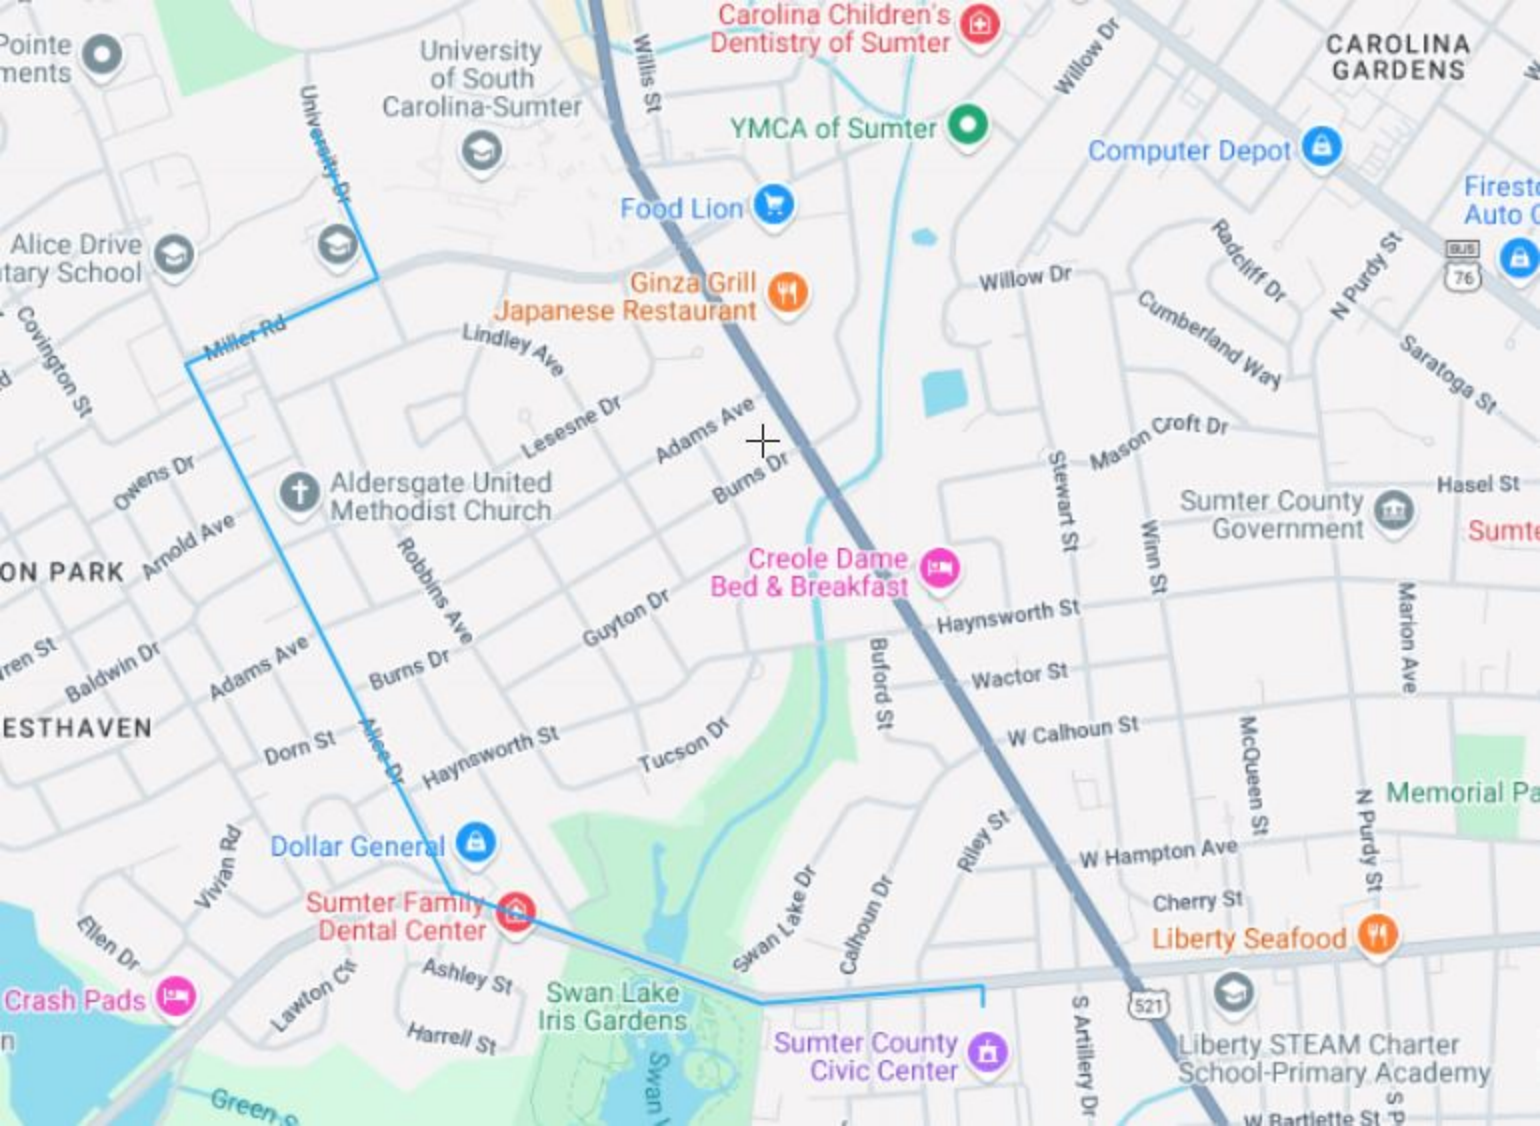 Carolina Children's
Dentistry of Sumter
CAROLINA
GARDENS
Pointe
University
of South
Carolina-Sumter
Willis St
Willow Dr
University Dr
YMCA of Sumter
Computer Depot
Food Lion
Alice Drive
tary School
Ginza Grill
Japanese Restaurant
Willow Dr
Radcliff Dr
N Purdy St
BUS
76
Auto
Covington St
Miller Rd
Lindley Ave
Cumberland Way
Saratoga St
Lesesne Dr
Adams Ave
Burns Dr
Mason Croft Dr
Owens Dr
Aldersgate United
Methodist Church
Stewart St
Hasel St
Sumter County
Government
Arnold Ave
Winn St
ON PARK
Robbins Ave
Creole Dame
Bed & Breakfast
Guyton Dr
Haynsworth St
Marion Ave
Baldwin Dr
Adams Ave
Burns Dr
Buford St
Wactor St
ESTHAVEN
Dorn St
Alice Dr
Haynsworth St
Tucson Dr
W Calhoun St
McQueen St
Memorial Pa
Dollar General
Vivian Rd
Riley St
W Hampton Ave
N Purdy St
Sumter Family
Dental Center
Swan Lake Dr
Calhoun Dr
Cherry St
Liberty Seafood
Ellen Dr
Crash Pads
Lawton Cir
Ashley St
Harrell St
Swan Lake
Iris Gardens
521
Sumter County
Civic Center
S Artillery Dr
Liberty STEAM Charter
School-Primary Academy
Swan
Green S
W Bartlette St
S P